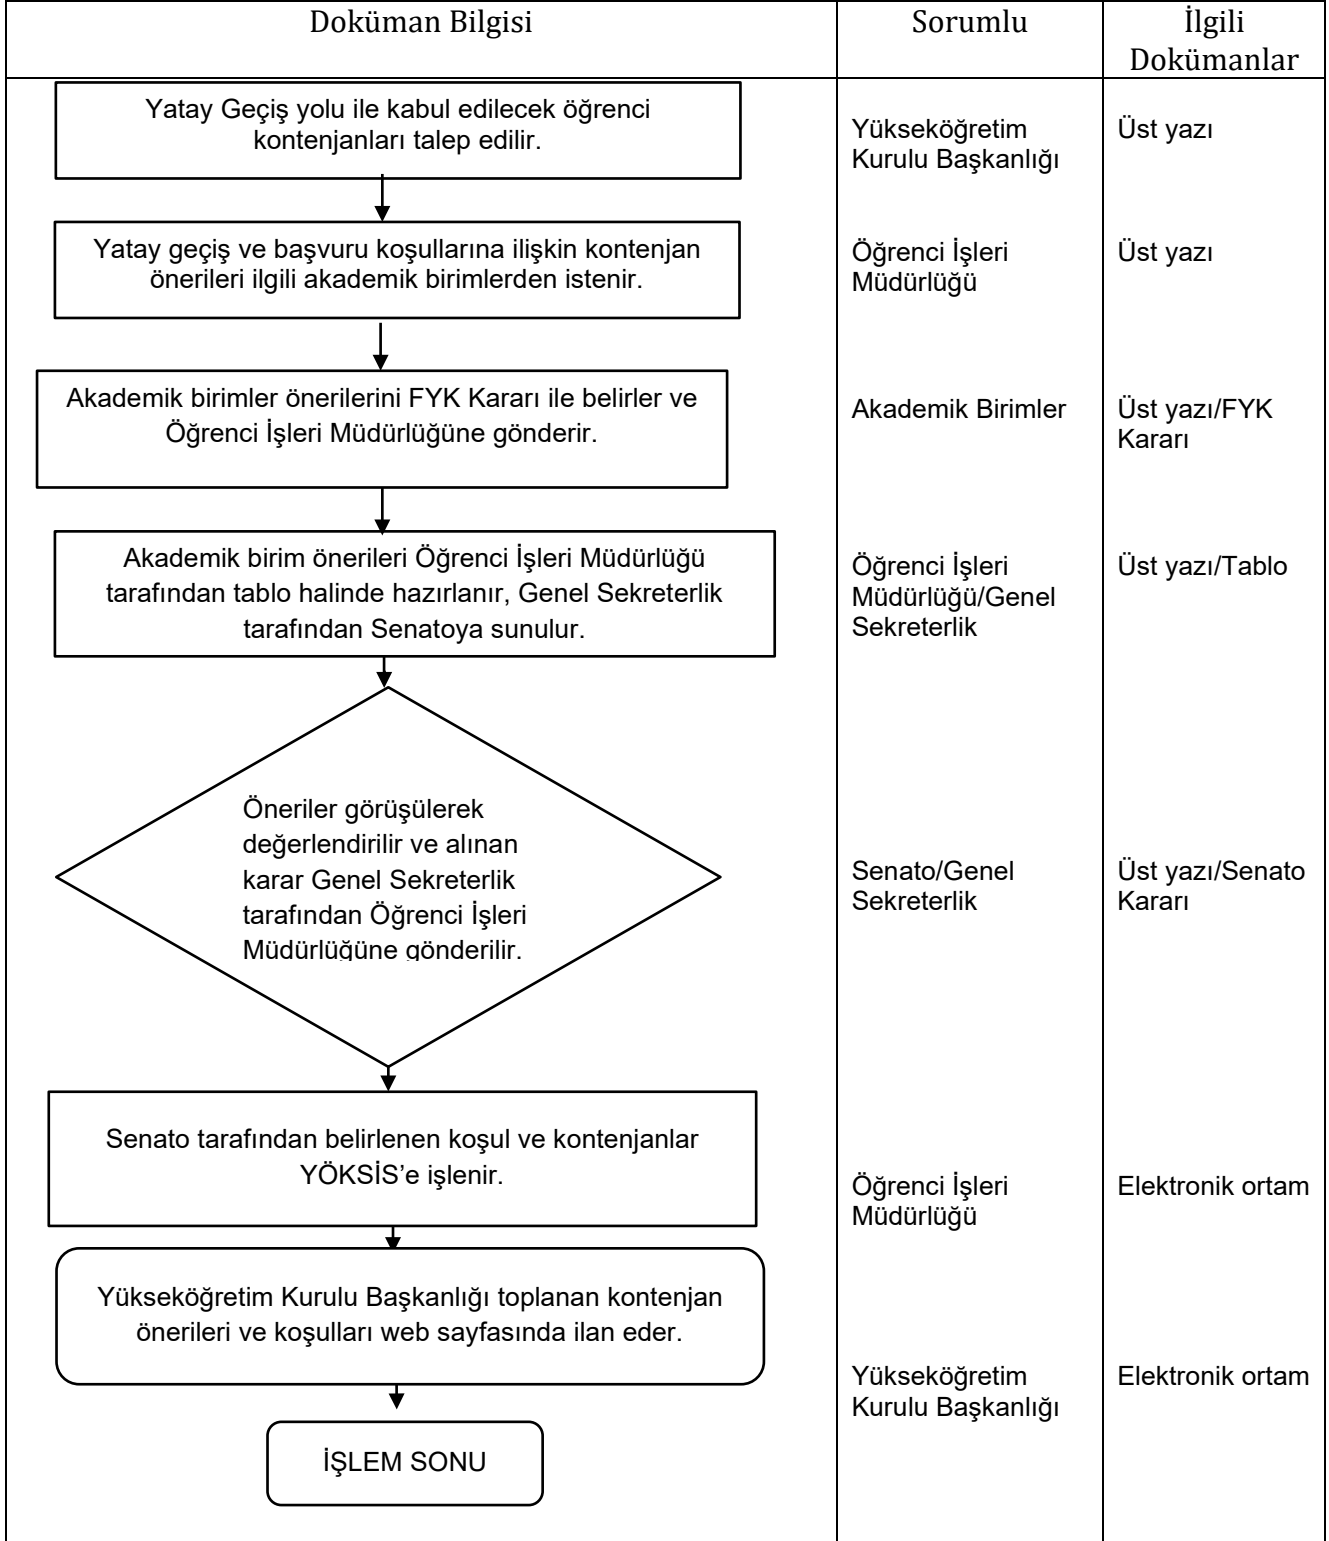 Doküman Bilgisi
Sorumlu
İlgili
Dokümanlar
Yatay Geçiş yolu ile kabul edilecek öğrenci
kontenjanları talep edilir.
Yükseköğretim
Kurulu Başkanlığı
Üst yazı
Yatay geçiş ve başvuru koşullarına ilişkin kontenjan
önerileri ilgili akademik birimlerden istenir.
Öğrenci İşleri
Müdürlüğü
Üst yazı
Akademik birimler önerilerini FYK Kararı ile belirler ve
Öğrenci İşleri Müdürlüğüne gönderir.
Akademik Birimler
Üst yazı/FYK
Kararı
Akademik birim önerileri Öğrenci İşleri Müdürlüğü
tarafından tablo halinde hazırlanır, Genel Sekreterlik
tarafından Senatoya sunulur.
Öğrenci İşleri
Müdürlüğü/Genel
Sekreterlik
Üst yazı/Tablo
Öneriler görüşülerek
değerlendirilir ve alınan
karar Genel Sekreterlik
tarafından Öğrenci İşleri
Müdürlüğüne gönderilir.
Senato/Genel
Sekreterlik
Üst yazı/Senato
Kararı
Senato tarafından belirlenen koşul ve kontenjanlar
YÖKSİS’e işlenir.
Öğrenci İşleri
Müdürlüğü
Elektronik ortam
Yükseköğretim Kurulu Başkanlığı toplanan kontenjan
önerileri ve koşulları web sayfasında ilan eder.
Yükseköğretim
Kurulu Başkanlığı
Elektronik ortam
İŞLEM SONU